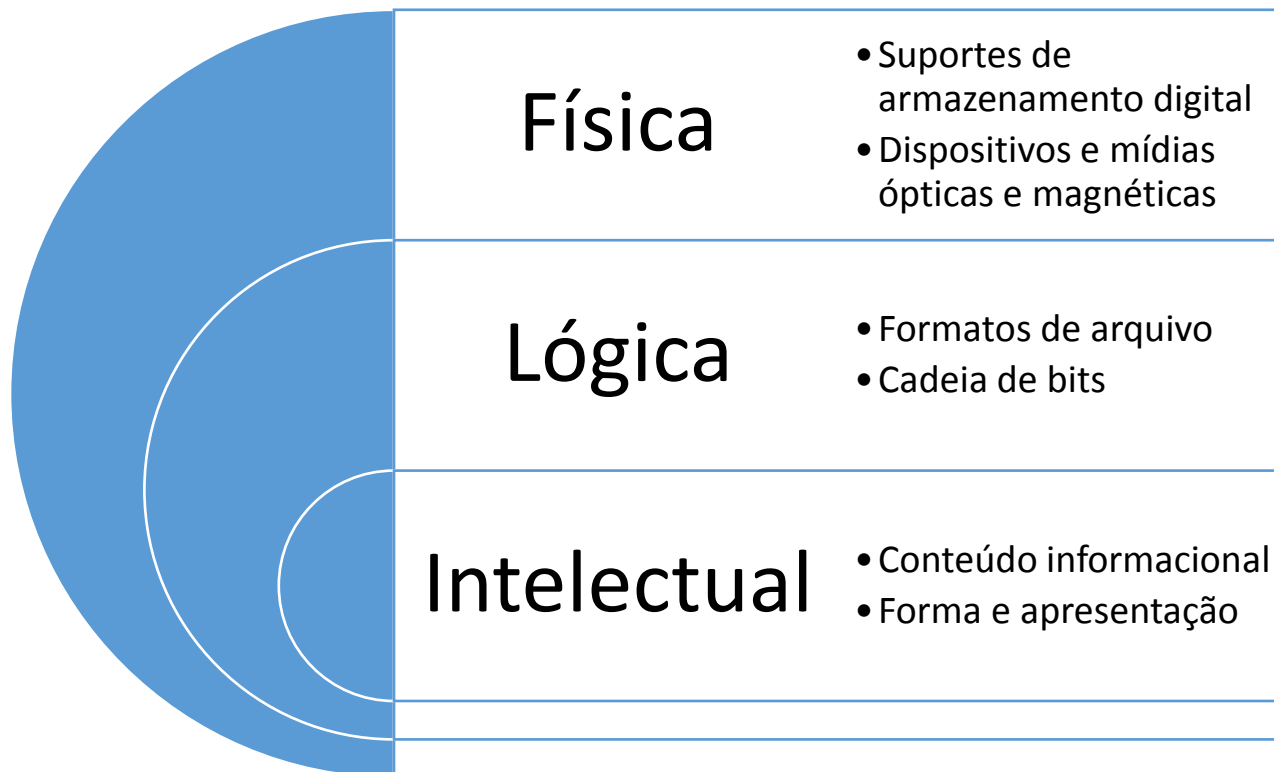 Física
• Suportes de
armazenamento digital
• Dispositivos e mídias
ópticas e magnéticas
Lógica
• Formatos de arquivo
• Cadeia de bits
Intelectual
• Conteúdo informacional
• Forma e apresentação